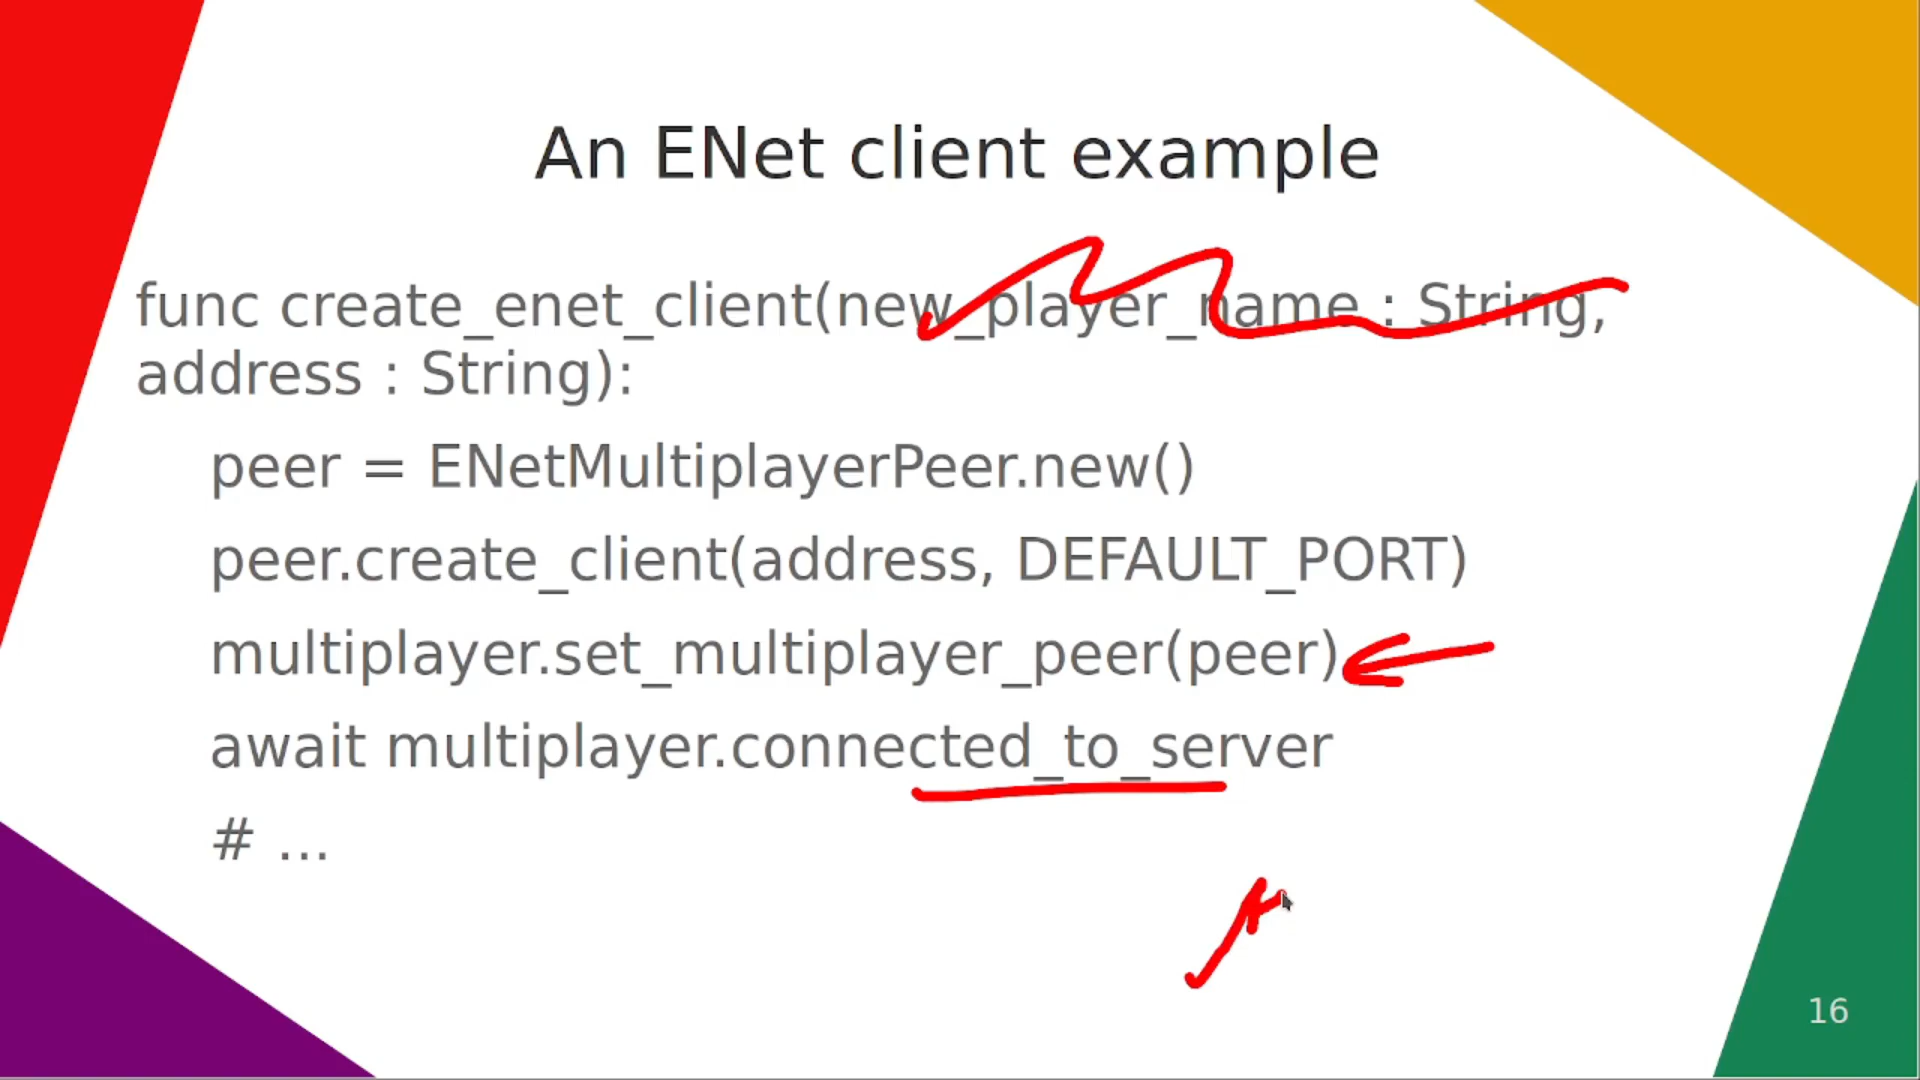 An ENet client example
func create_enet_client(new_player_name : String,
address : String):
peer = ENetMultiplayerPeer.new()
peer.create_client(address, DEFAULT_PORT)
multiplayer.set_multiplayer_peer(peer)
await multiplayer.connected_to_server
# ...
16